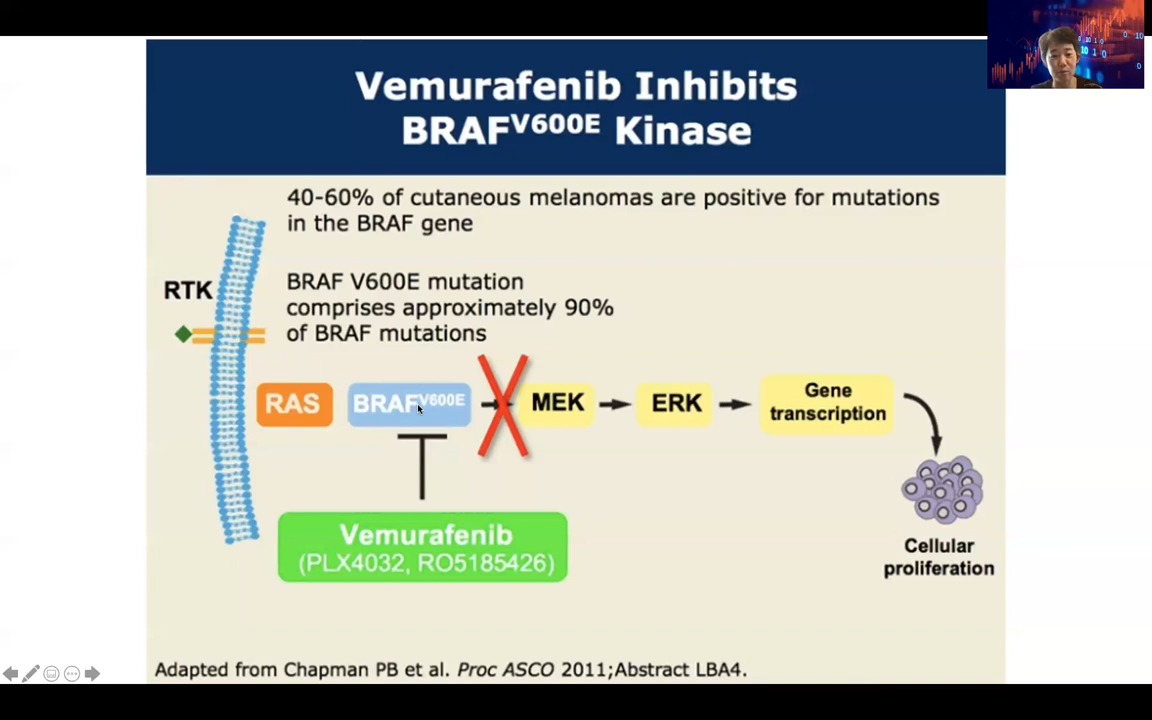 Vemurafenib Inhibits
BRAFV600E Kinase
40-60% of cutaneous melanomas are positive for mutations
in the BRAF gene
RTK
BRAF V600E mutation
comprises approximately 90%
of BRAF mutations
RAS
BRAFV600E
MEK
ERK
Gene
transcription
Vemurafenib
(PLX4032, RO5185426)
Cellular
proliferation
Adapted from Chapman PB et al. Proc ASCO 2011;Abstract LBA4.